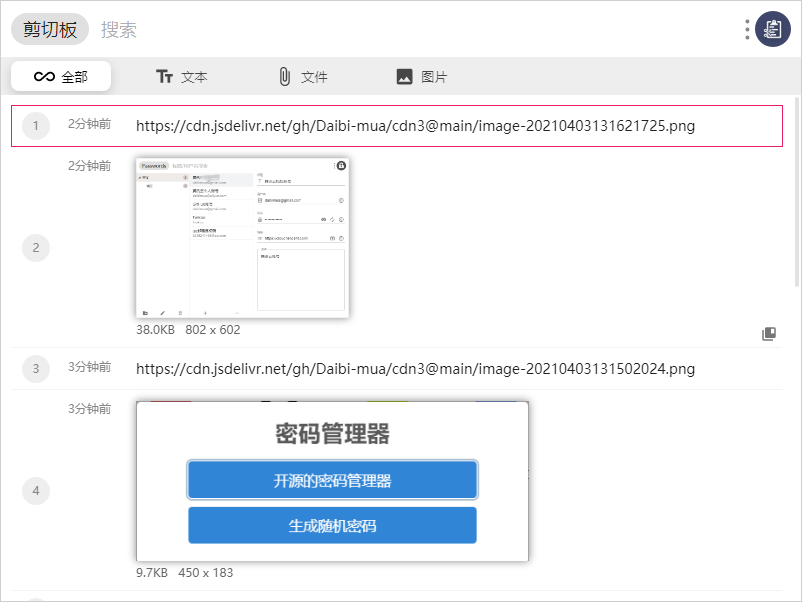 剪切板 搜索
全部 文本 文件 图片
1 2分钟前 https://cdn.jsdelivr.net/gh/Daibi-mua/cdn3@main/image-20210403131621725.png
2分钟前
Passwords
2
38.0KB 802 x 602
3 3分钟前 https://cdn.jsdelivr.net/gh/Daibi-mua/cdn3@main/image-20210403131502024.png
3分钟前
密码管理器
开源的密码管理器
4
生成随机密码
9.7KB 450 x 183